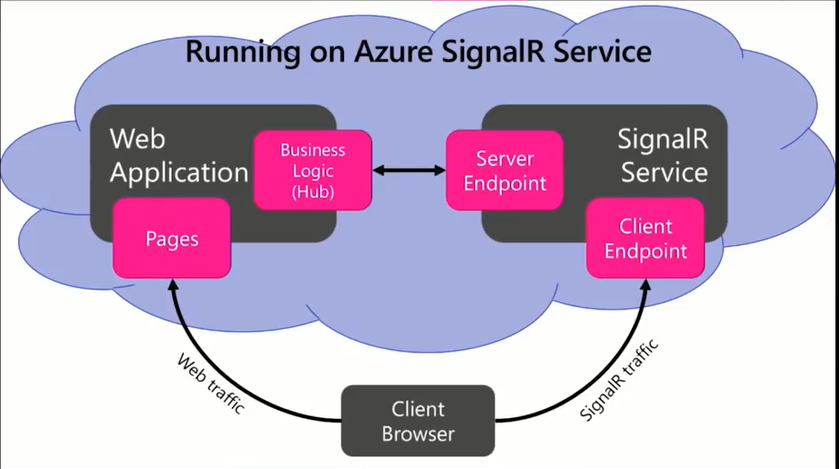 Running on Azure SignalR Service
Web
Application
Business
Logic
(Hub)
Pages
Server
Endpoint
SignalR
Service
Client
Endpoint
Web traffic
SignalR traffic
Client
Browser